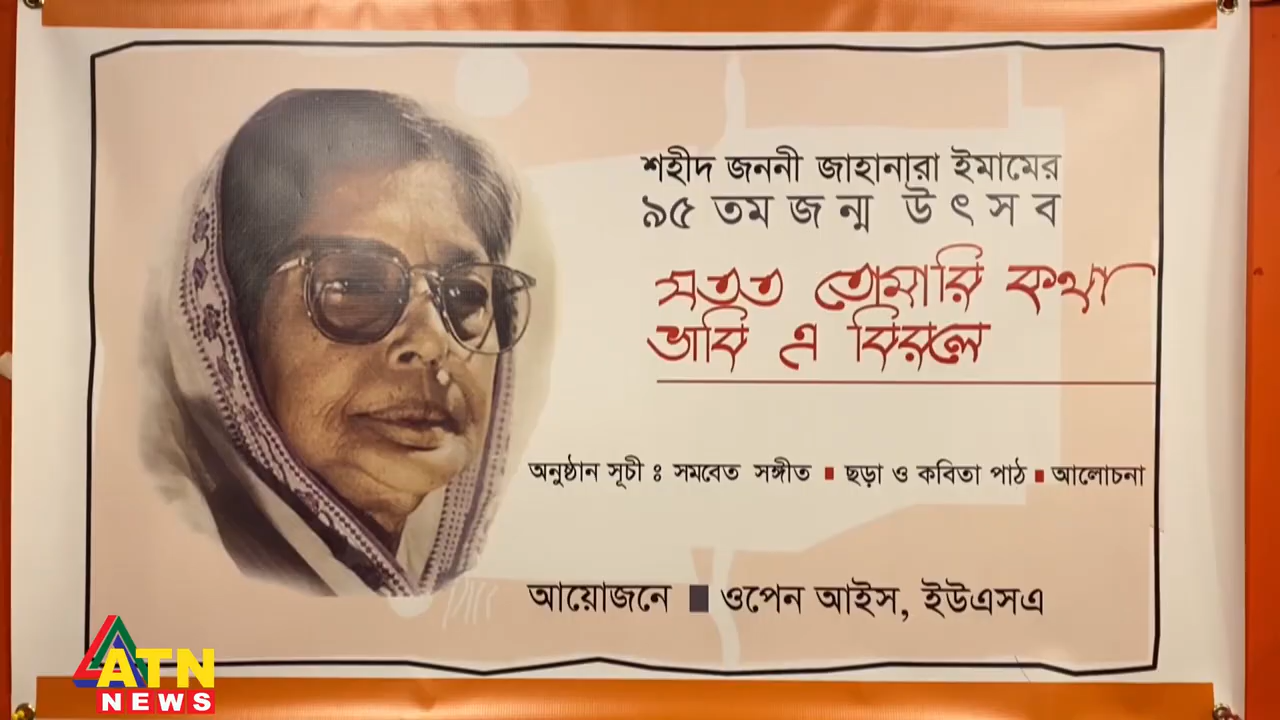 শহীদ জননী জাহানারা ইমামের
৯৫ তম জন্ম উৎসব
সতত তোমারি কথা
ভাবি এ বিরলে
অনুষ্ঠান সূচী ঃ সমবেত সঙ্গীত ▪ ছড়া ও কবিতা পাঠ ▪ আলোচনা
আয়োজনে ■ ওপেন আইস, ইউএসএ
ATN
NEWS